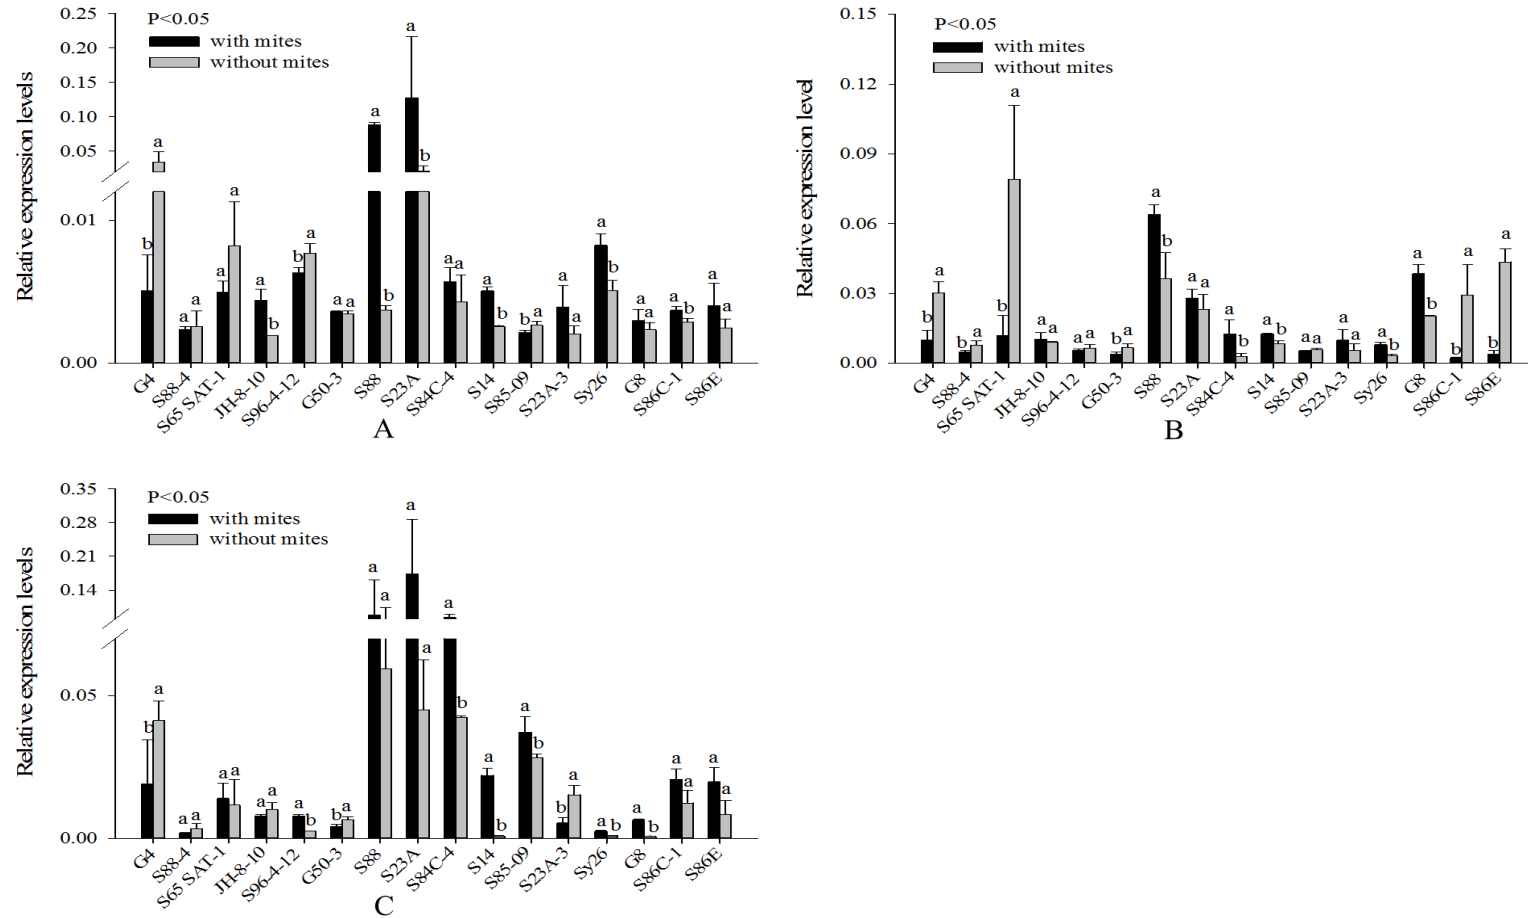 P<0.05
with mites
without mites
Relative expression levels
0.25
0.20
0.15
0.10
0.05
0.01
0.00
b a a a a a a b b a a a a b a b a a a b b a a a a b a a a b a a
G4 S88-4 S65 SAT-1 JH-8-10 S96-4-12 G50-3 S88 S23A S84C-4 S14 S85-09 S23A-3 Sy26 G8 S86C-1 S86E
A
P<0.05
with mites
without mites
Relative expression level
0.15
0.12
0.09
0.06
0.03
0.00
b a b a a a a a a a b a a b a a a b a b a a a a a b a b b a b a
G4 S88-4 S65 SAT-1 JH-8-10 S96-4-12 G50-3 S88 S23A S84C-4 S14 S85-09 S23A-3 Sy26 G8 S86C-1 S86E
B
P<0.05
with mites
without mites
Relative expression levels
0.35
0.28
0.21
0.14
0.05
0.00
b a a a a a a a a b b a a a a a a b a b a b b a a b a b a a a a
G4 S88-4 S65 SAT-1 JH-8-10 S96-4-12 G50-3 S88 S23A S84C-4 S14 S85-09 S23A-3 Sy26 G8 S86C-1 S86E
C